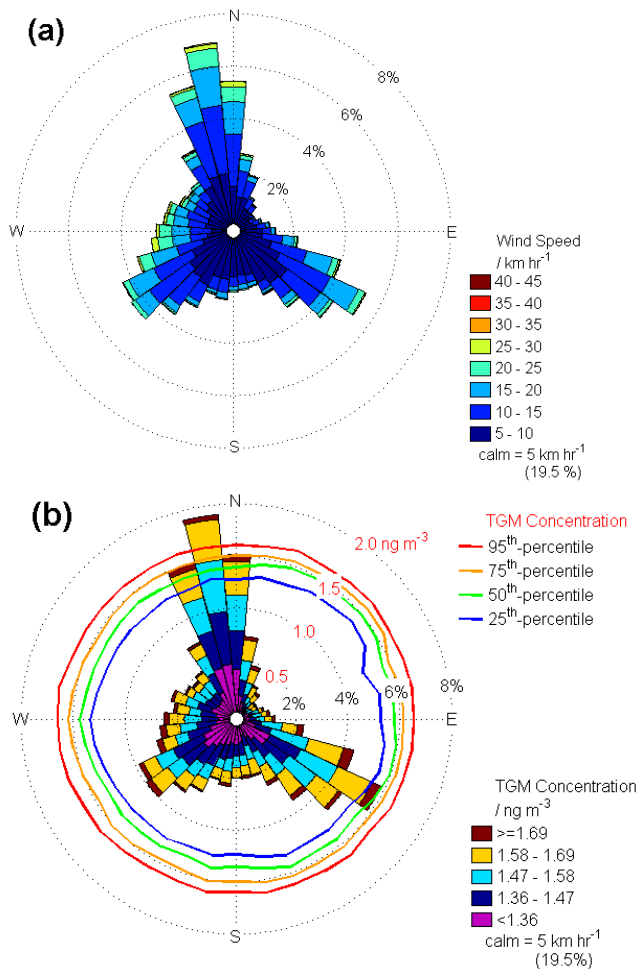 (a)
N
8%
6%
4%
2%
W
E
S
Wind Speed
/ km hr⁻¹
40 - 45
35 - 40
30 - 35
25 - 30
20 - 25
15 - 20
10 - 15
5 - 10
calm = 5 km hr⁻¹
(19.5 %)
(b)
N
2.0 ng m⁻³
1.5
1.0
0.5
2%
4%
6%
8%
W
E
S
TGM Concentration
95ᵗʰ-percentile
75ᵗʰ-percentile
50ᵗʰ-percentile
25ᵗʰ-percentile
TGM Concentration
/ ng m⁻³
>=1.69
1.58 - 1.69
1.47 - 1.58
1.36 - 1.47
<1.36
calm = 5 km hr⁻¹
(19.5%)